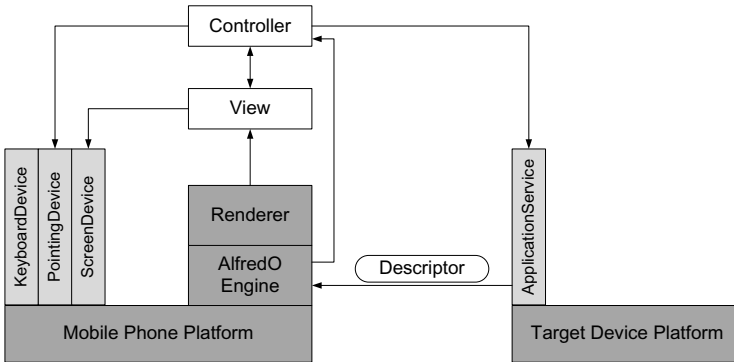 Controller
View
KeyboardDevice
PointingDevice
ScreenDevice
Renderer
AlfredO
Engine
Descriptor
ApplicationService
Mobile Phone Platform
Target Device Platform